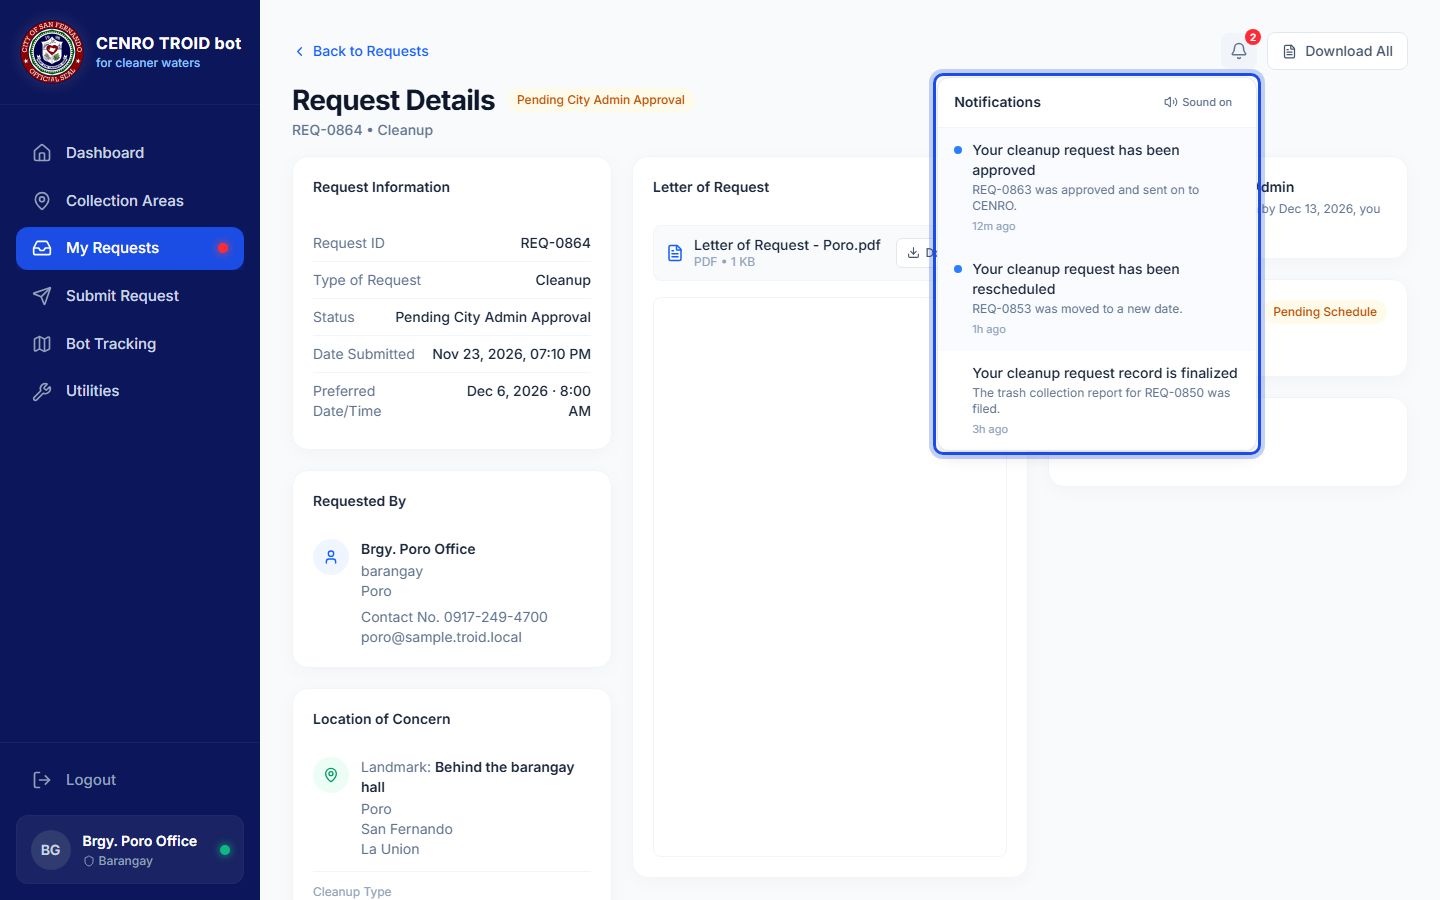 CITY OF SAN FERNANDO
OFFICIAL SEAL
CENRO TROID bot
for cleaner waters
Dashboard
Collection Areas
My Requests
Submit Request
Bot Tracking
Utilities
Logout
BG
Brgy. Poro Office
Barangay
Back to Requests
2
Download All
Request Details
Pending City Admin Approval
REQ-0864 • Cleanup
Request Information
Request ID REQ-0864
Type of Request Cleanup
Status Pending City Admin Approval
Date Submitted Nov 23, 2026, 07:10 PM
Preferred Dec 6, 2026 · 8:00
Date/Time AM
Requested By
Brgy. Poro Office
barangay
Poro
Contact No. 0917-249-4700
poro@sample.troid.local
Location of Concern
Landmark: Behind the barangay
hall
Poro
San Fernando
La Union
Cleanup Type
Letter of Request
Letter of Request - Poro.pdf
PDF • 1 KB
Notifications
Sound on
Your cleanup request has been
approved
REQ-0863 was approved and sent on to
CENRO.
12m ago
Your cleanup request has been
rescheduled
REQ-0853 was moved to a new date.
1h ago
Your cleanup request record is finalized
The trash collection report for REQ-0850 was
filed.
3h ago
dmin
by Dec 13, 2026, you
Pending Schedule